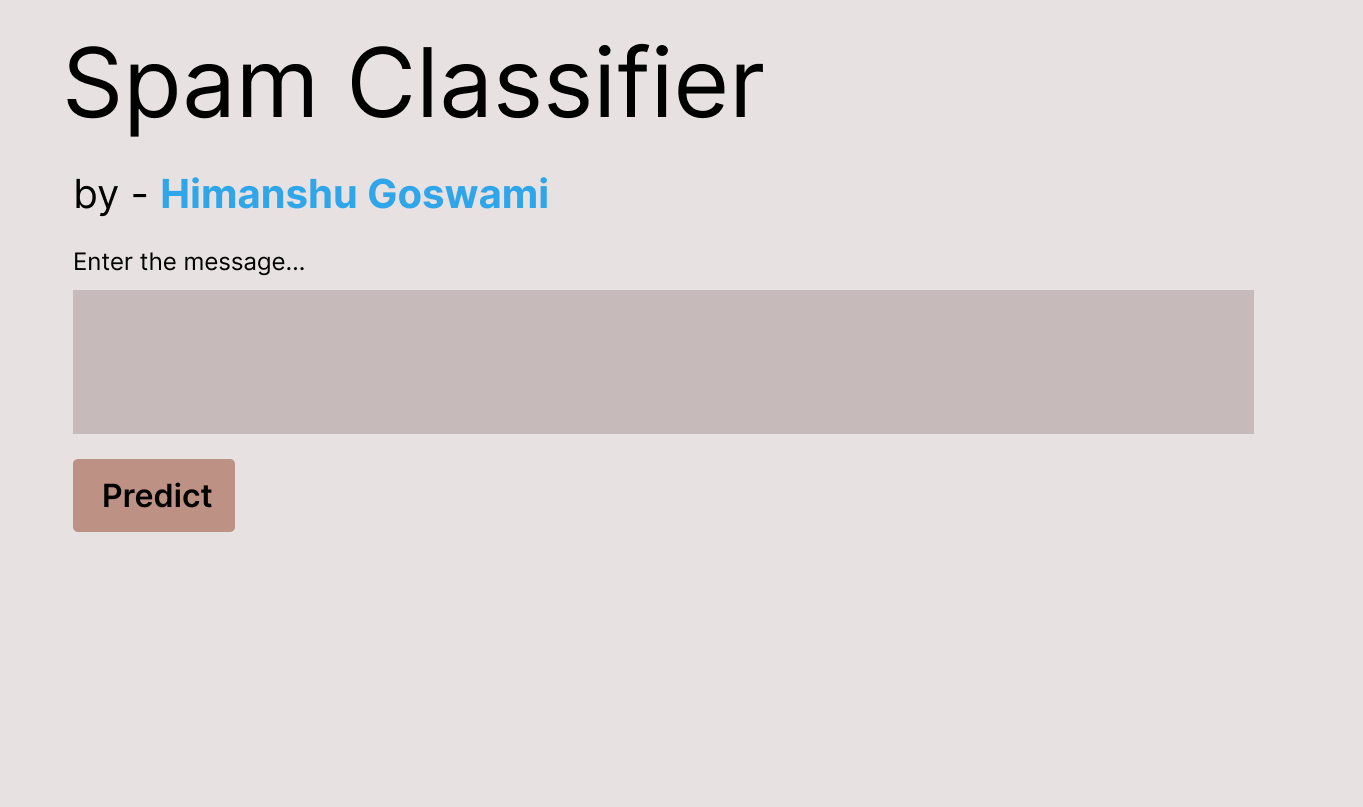 Spam Classifier
by - Himanshu Goswami
Enter the message...
Predict